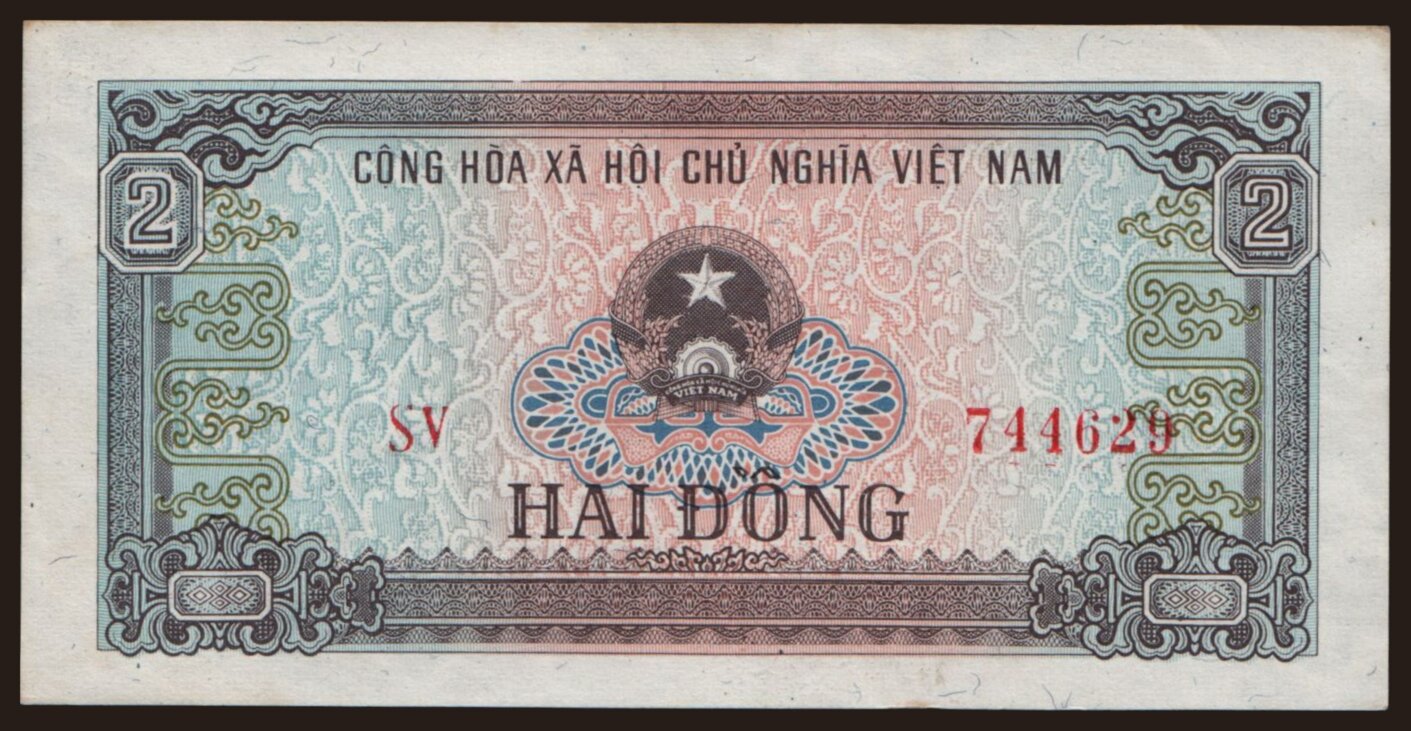 CỘNG HÒA XÃ HỘI CHỦ NGHĨA VIỆT NAM
2 2
VIỆT NAM
SV 744629
HAI ĐỒNG